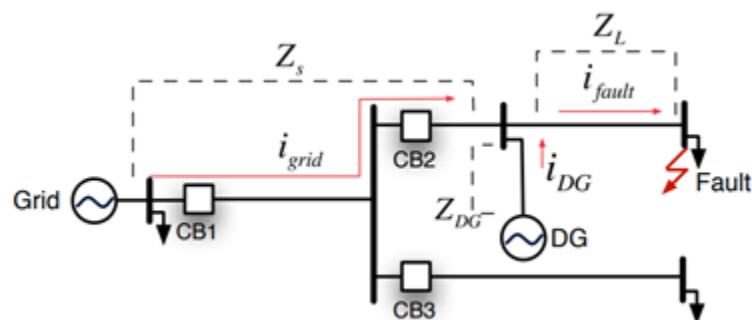 Z_L
Z_s
i_fault
i_grid
CB2
Grid
CB1
Z_DG
i_DG
Fault
DG
CB3